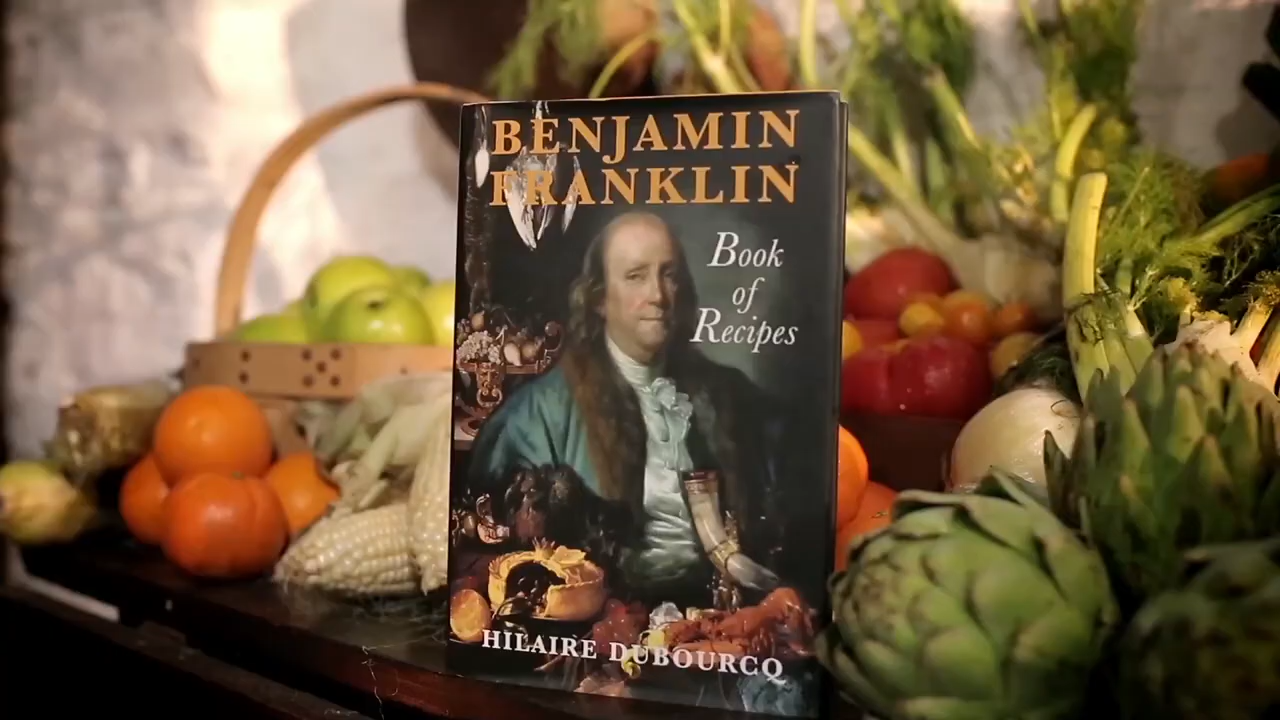 BENJAMIN
FRANKLIN
Book
of
Recipes
HILAIRE DUBOURCQ